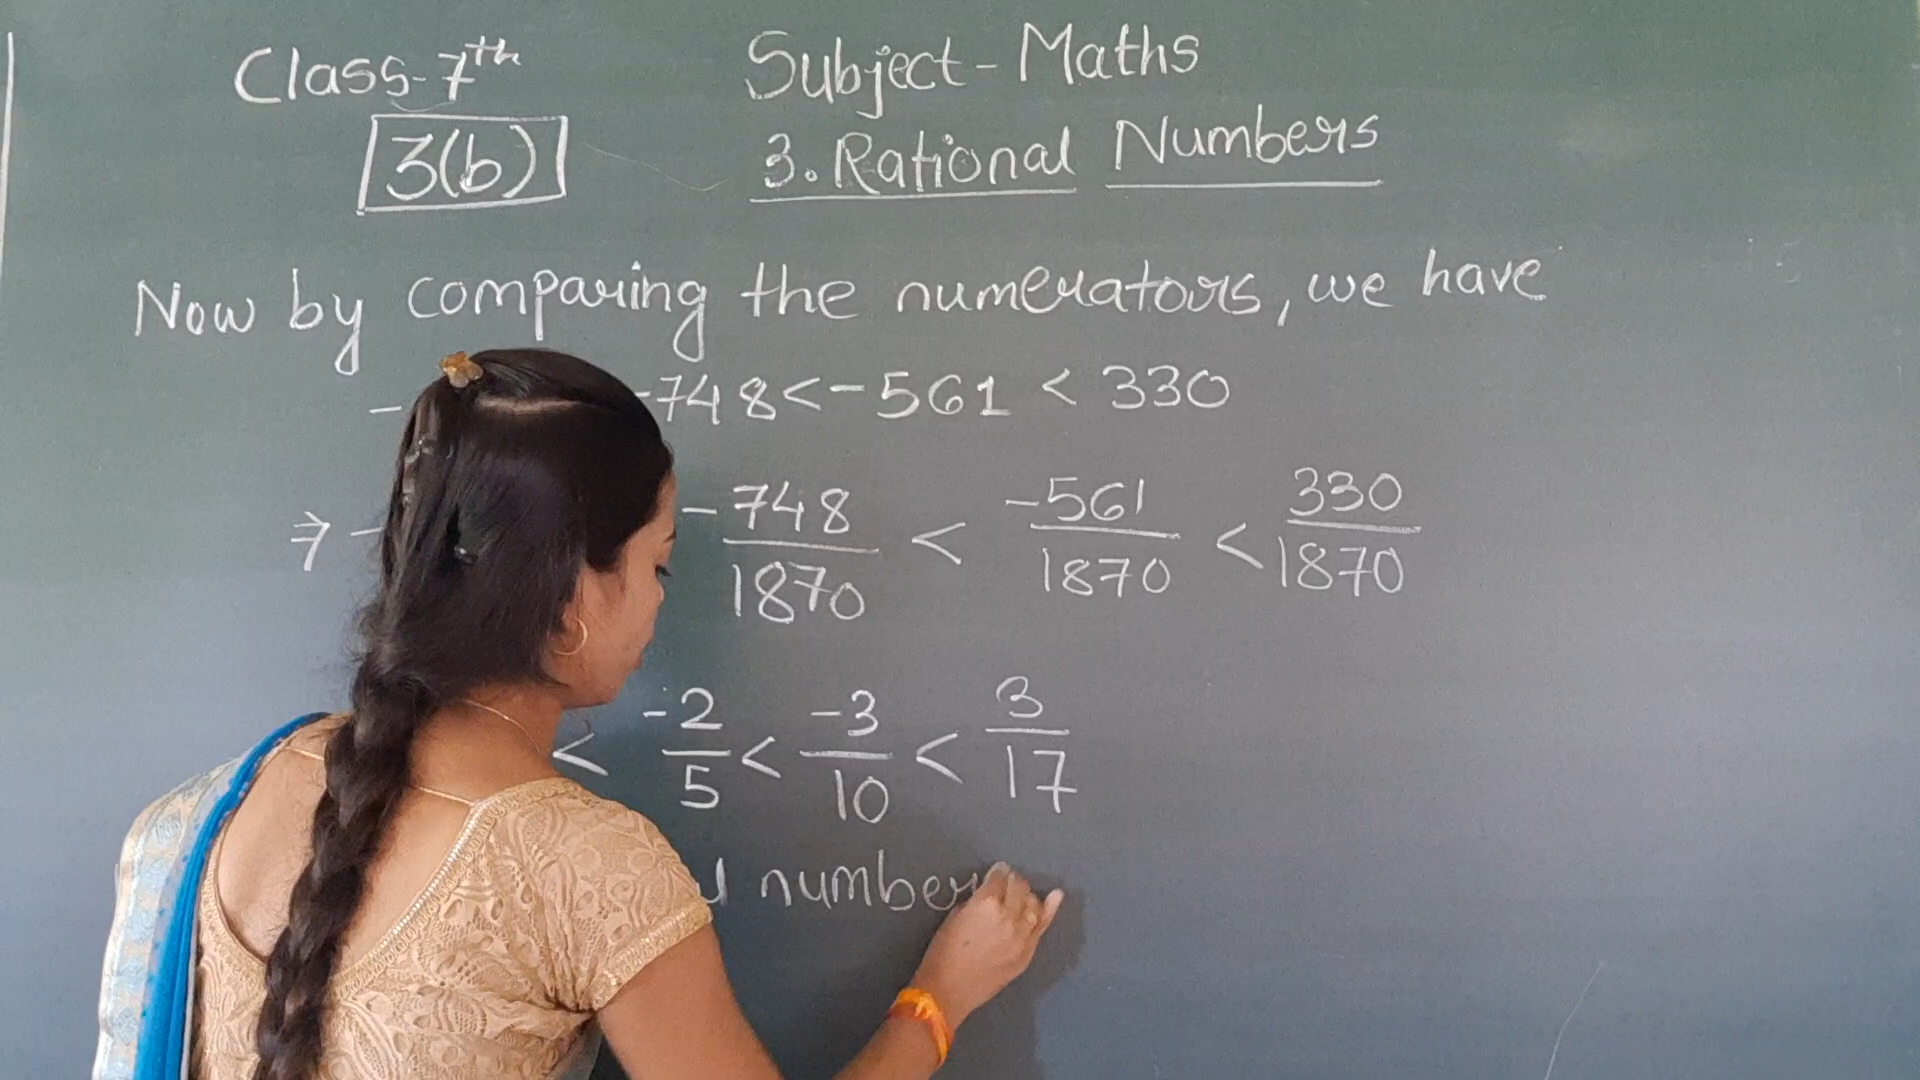 Class-7th Subject - Maths
3(b) 3. Rational Numbers
Now by comparing the numerators, we have
- -748 < -561 < 330
⇒ - -748/1870 < -561/1870 < 330/1870
< -2/5 < -3/10 < 3/17
number